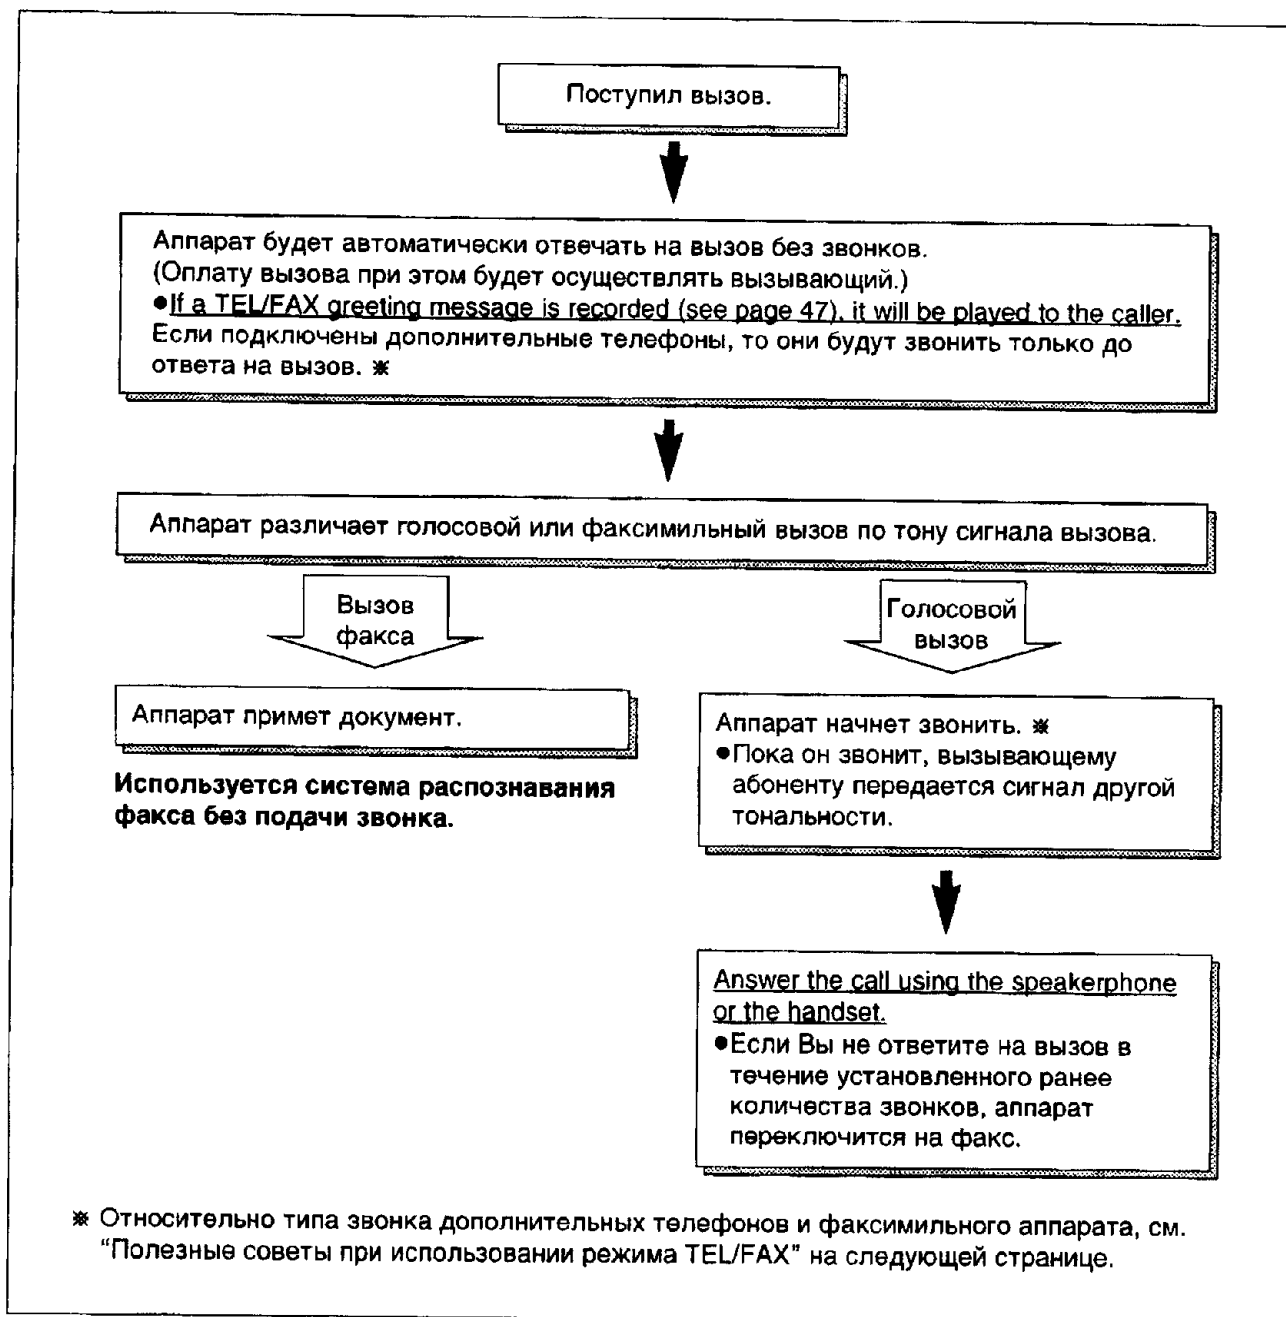 Поступил вызов.
Аппарат будет автоматически отвечать на вызов без звонков.
(Оплату вызова при этом будет осуществлять вызывающий.)
●If a TEL/FAX greeting message is recorded (see page 47), it will be played to the caller.
Если подключены дополнительные телефоны, то они будут звонить только до
ответа на вызов. ※
Аппарат различает голосовой или факсимильный вызов по тону сигнала вызова.
Вызов
факса
Голосовой
вызов
Аппарат примет документ.
Используется система распознавания
факса без подачи звонка.
Аппарат начнет звонить. ※
●Пока он звонит, вызывающему
абоненту передается сигнал другой
тональности.
Answer the call using the speakerphone
or the handset.
●Если Вы не ответите на вызов в
течение установленного ранее
количества звонков, аппарат
переключится на факс.
※ Относительно типа звонка дополнительных телефонов и факсимильного аппарата, см.
“Полезные советы при использовании режима TEL/FAX” на следующей странице.